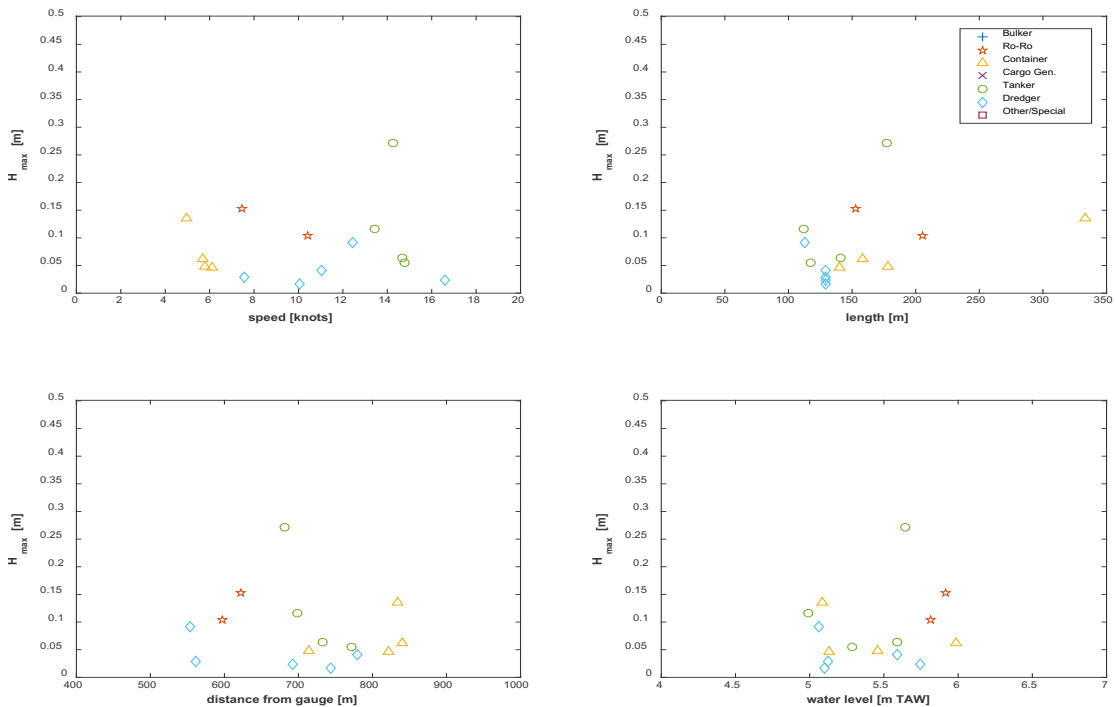 0.5
0.45
0.4
0.35
0.3
0.25
0.2
0.15
0.1
0.05
0
H max [m]
0 2 4 6 8 10 12 14 16 18 20
speed [knots]
0.5
0.45
0.4
0.35
0.3
0.25
0.2
0.15
0.1
0.05
0
H max [m]
Bulker
Ro-Ro
Container
Cargo Gen.
Tanker
Dredger
Other/Special
0 50 100 150 200 250 300 350
length [m]
0.5
0.45
0.4
0.35
0.3
0.25
0.2
0.15
0.1
0.05
0
H max [m]
400 500 600 700 800 900 1000
distance from gauge [m]
0.5
0.45
0.4
0.35
0.3
0.25
0.2
0.15
0.1
0.05
0
H max [m]
4 4.5 5 5.5 6 6.5 7
water level [m TAW]